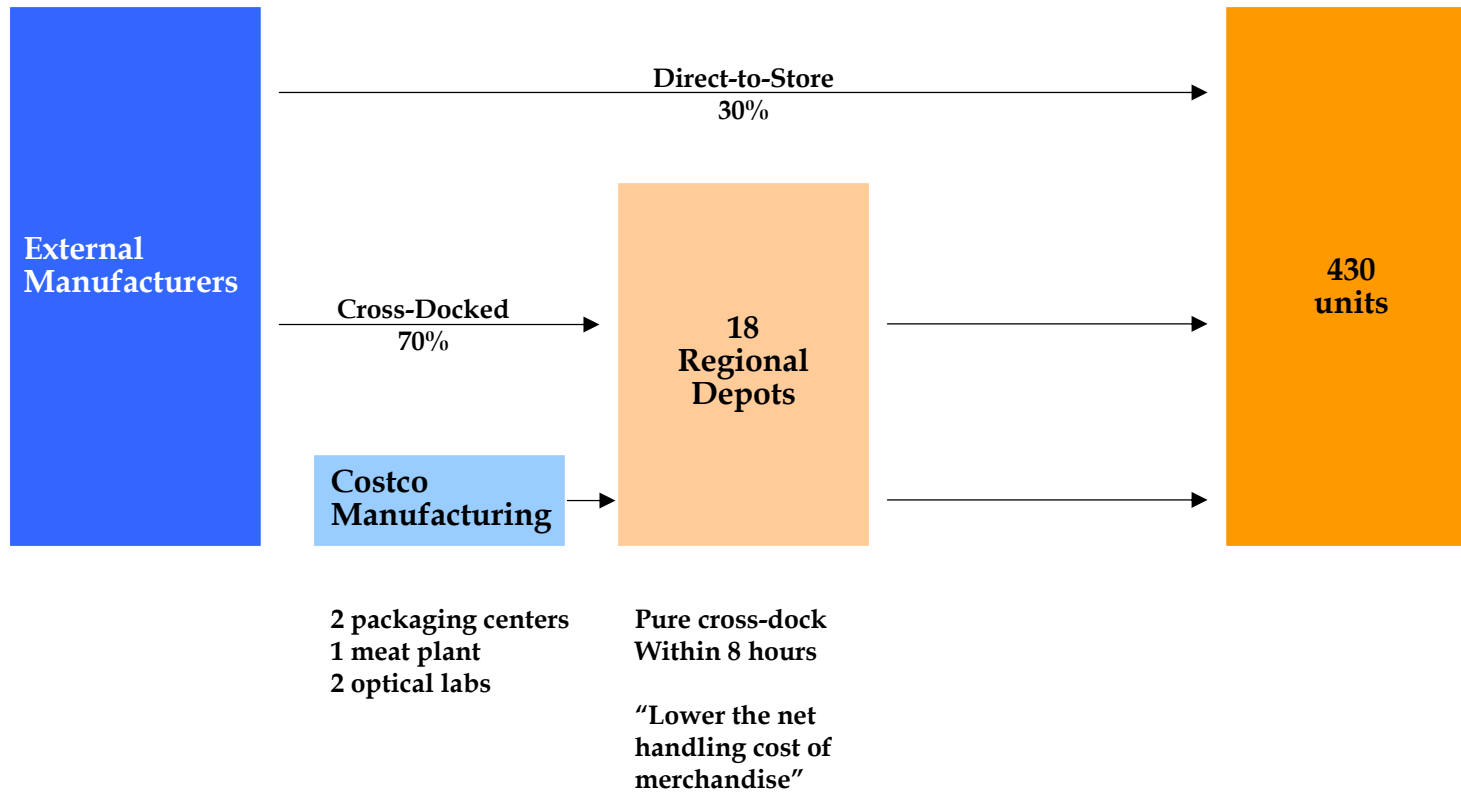 Direct-to-Store
30%
External
Manufacturers
430
units
Cross-Docked
70%
18
Regional
Depots
Costco
Manufacturing
2 packaging centers
1 meat plant
2 optical labs
Pure cross-dock
Within 8 hours
“Lower the net
handling cost of
merchandise”